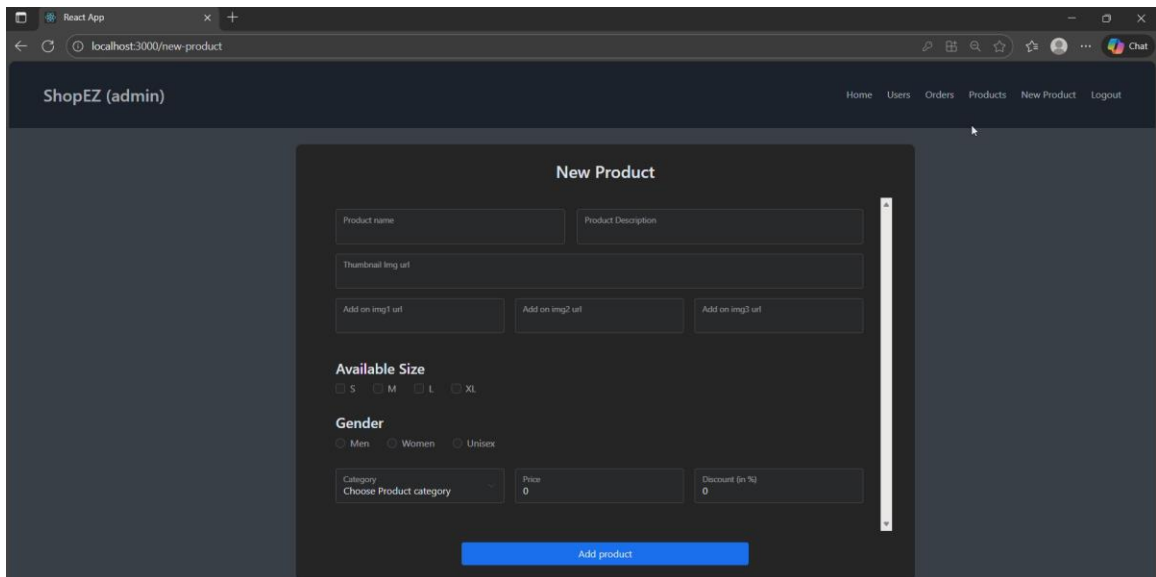 React App
localhost:3000/new-product
Chat
ShopEZ (admin)
Home Users Orders Products New Product Logout
New Product
Product name Product Description
Thumbnail Img url
Add on img1 url Add on img2 url Add on img3 url
Available Size
S M L XL
Gender
Men Women Unisex
Category Price Discount (in %)
Choose Product category 0 0
Add product